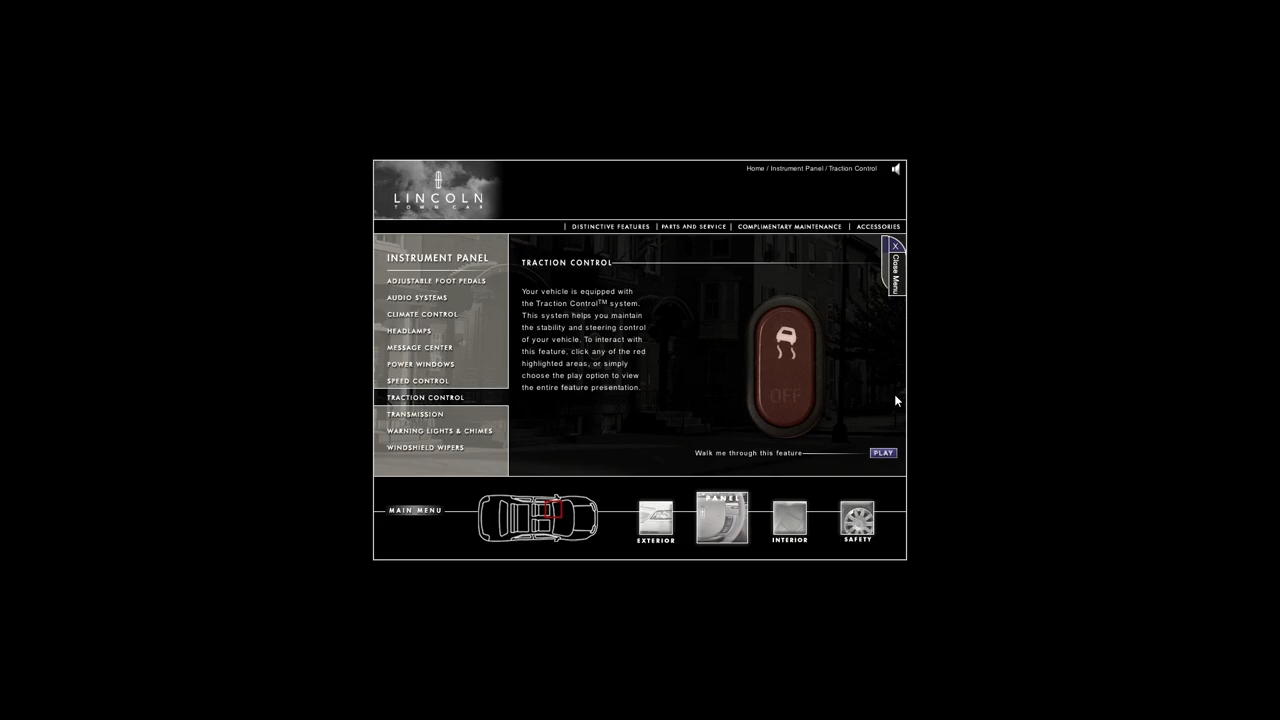 Home / Instrument Panel / Traction Control
LINCOLN
TOWN CAR
DISTINCTIVE FEATURES
PARTS AND SERVICE
COMPLIMENTARY MAINTENANCE
ACCESSORIES
X
Close Menu
INSTRUMENT PANEL
ADJUSTABLE FOOT PEDALS
AUDIO SYSTEMS
CLIMATE CONTROL
HEADLAMPS
MESSAGE CENTER
POWER WINDOWS
SPEED CONTROL
TRACTION CONTROL
TRANSMISSION
WARNING LIGHTS & CHIMES
WINDSHIELD WIPERS
TRACTION CONTROL
Your vehicle is equipped with
the Traction Control™ system.
This system helps you maintain
the stability and steering control
of your vehicle. To interact with
this feature, click any of the red
highlighted areas, or simply
choose the play option to view
the entire feature presentation.
OFF
Walk me through this feature
PLAY
MAIN MENU
EXTERIOR
PANEL
INTERIOR
SAFETY